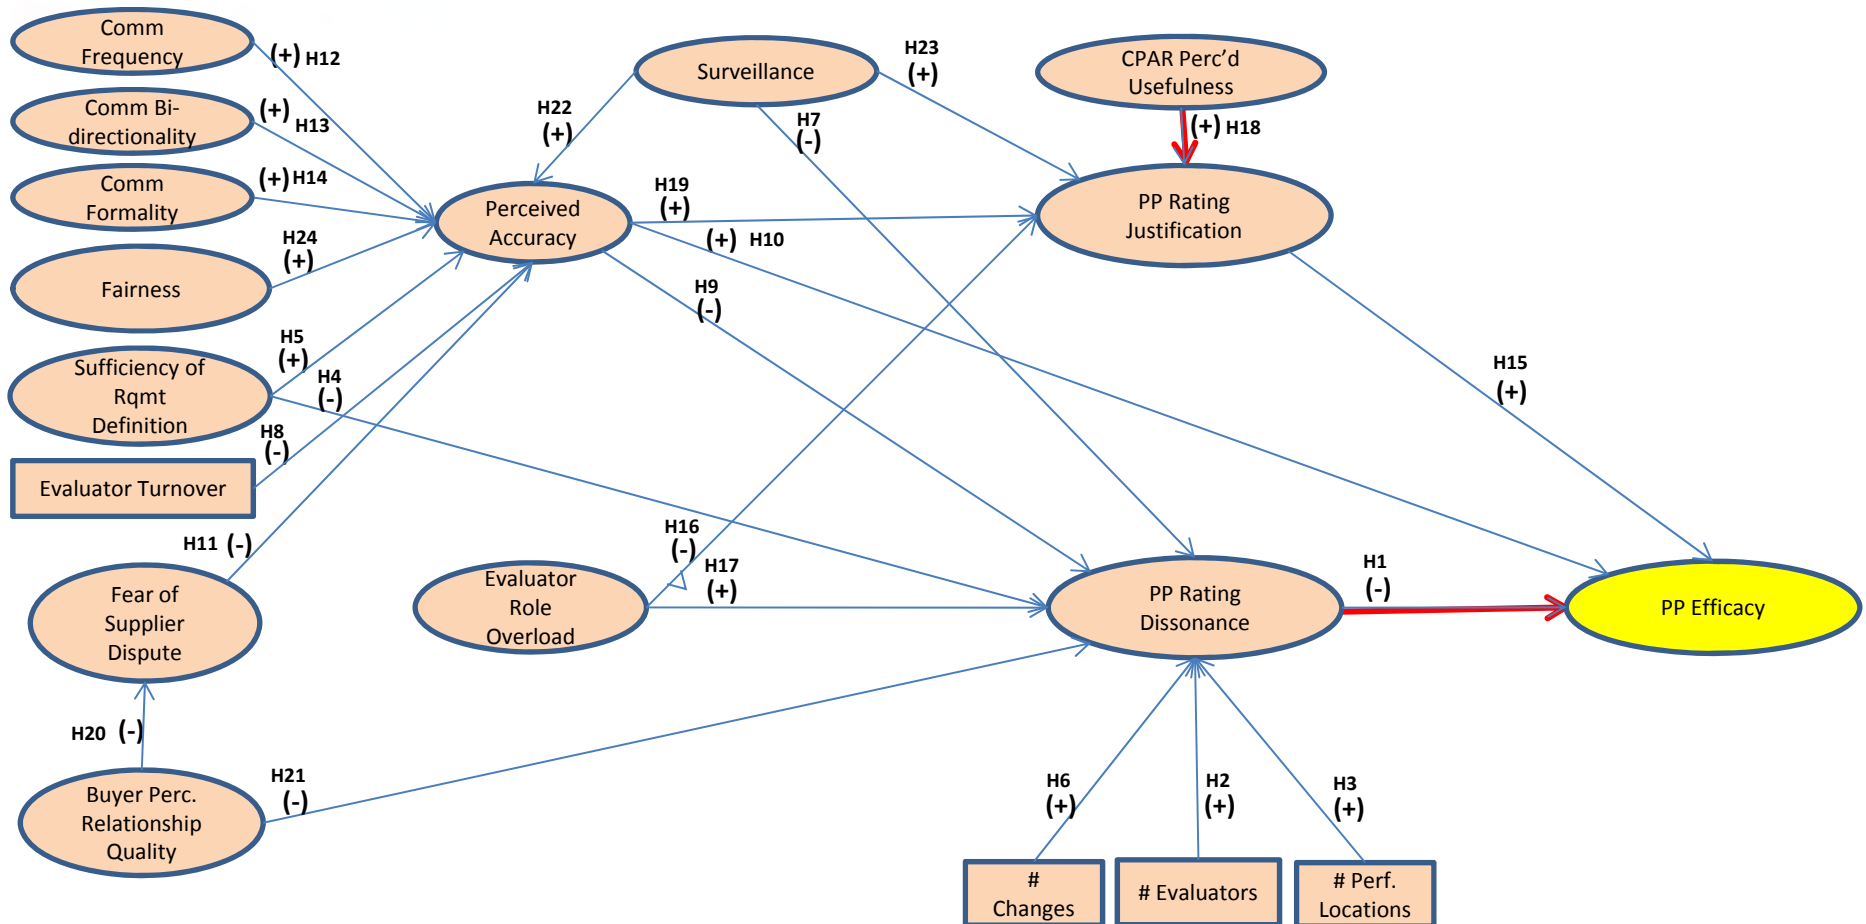 Comm
Frequency
(+) H12
Comm Bi-
directionality
(+)
H13
Comm
Formality
(+) H14
Fairness
H24
(+)
Sufficiency of
Rqmt
Definition
H5
(+)
H4
(-)
Evaluator Turnover
H8
(-)
H11 (-)
Fear of
Supplier
Dispute
H20 (-)
Buyer Perc.
Relationship
Quality
H21
(-)
Surveillance
H22
(+)
H7
(-)
H23
(+)
CPAR Perc’d
Usefulness
(+) H18
Perceived
Accuracy
H19
(+)
(+) H10
H9
(-)
PP Rating
Justification
H15
(+)
Evaluator
Role
Overload
H16
(-)
H17
(+)
PP Rating
Dissonance
H1
(-)
PP Efficacy
H6
(+)
H2
(+)
H3
(+)
#
Changes
# Evaluators
# Perf.
Locations